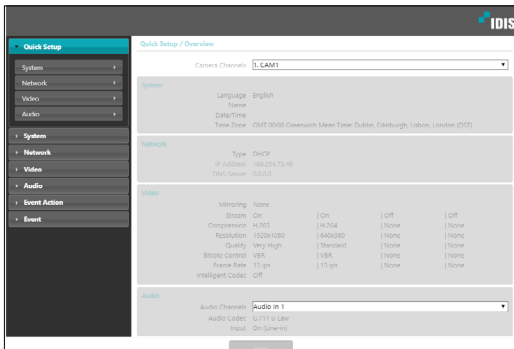 IDIS
Quick Setup
System
Network
Video
Audio
System
Network
Video
Audio
Event Action
Event
Quick Setup / Overview
Camera Channels 1. CAM1
System
Language English
Name
Date/Time
Time Zone GMT 00:00 Greenwich Mean Time: Dublin, Edinburgh, Lisbon, London (DST)
Network
Type DHCP
IP Address
DNS Server 0.0.0.0
Video
Mirroring None
Stream On | On | Off | Off
Compression H.265 | H.264 | None | None
Resolution 1920x1080 | 640x360 | None | None
Quality Very High | Standard | None | None
Bitrate Control VBR | VBR | None | None
Frame Rate 15 ips | 15 ips | None | None
Intelligent Codec Off
Audio
Audio Channels Audio In 1
Audio Codec G.711 u-Law
Input On (Line-in)